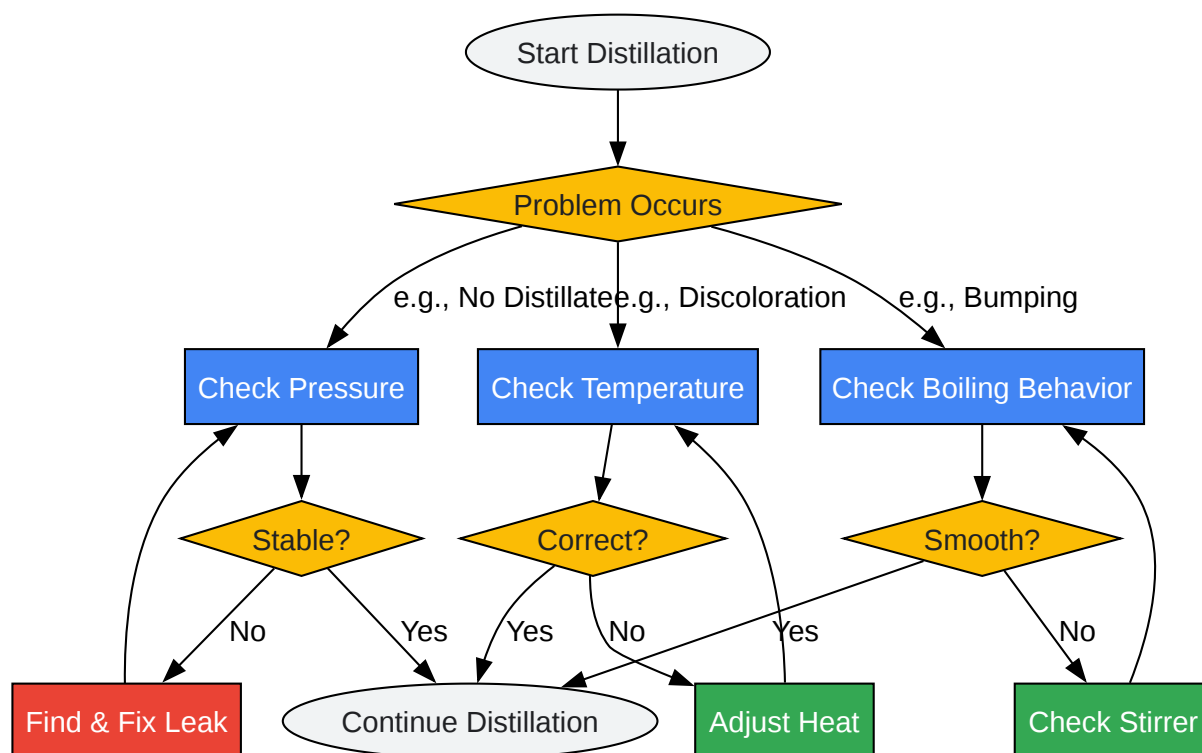 Start Distillation
Problem Occurs
e.g., No Distillate
e.g., Discoloration
e.g., Bumping
Check Pressure
Check Temperature
Check Boiling Behavior
Stable?
Correct?
Smooth?
No
Yes
Yes
No
Yes
No
Find & Fix Leak
Continue Distillation
Adjust Heat
Check Stirrer